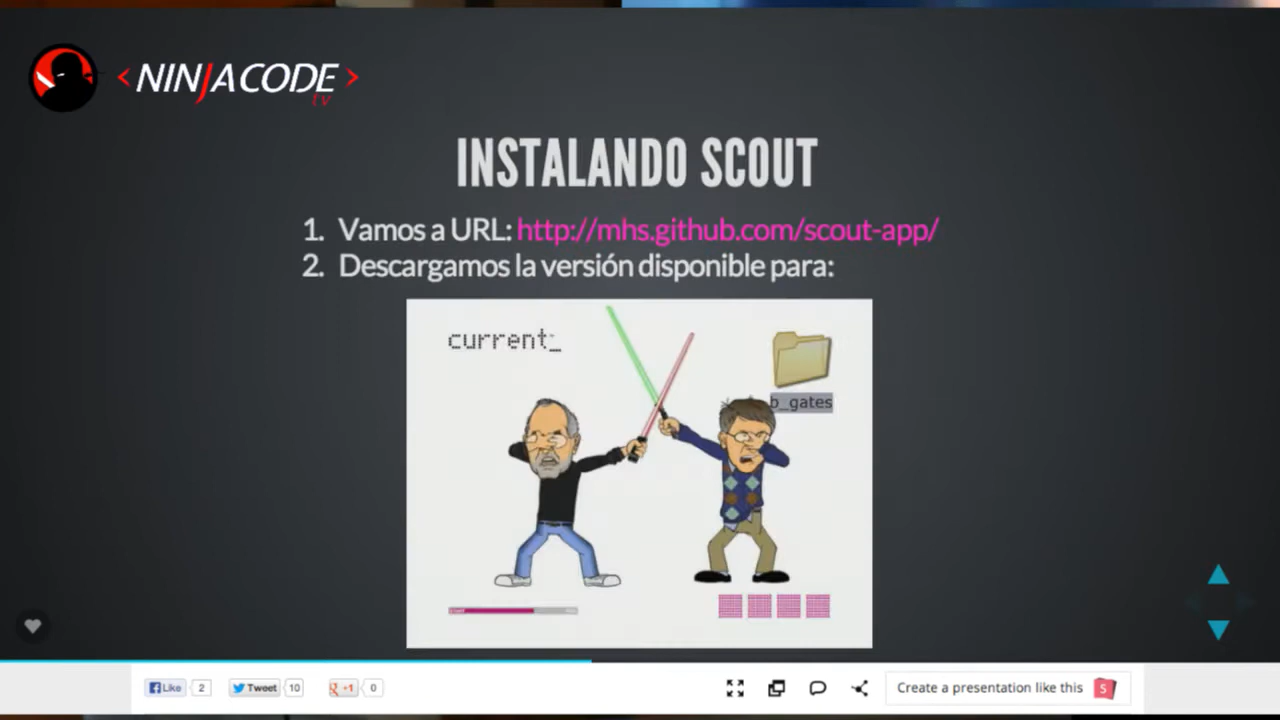 <NINJACODE>
tv
INSTALANDO SCOUT
1. Vamos a URL: http://mhs.github.com/scout-app/
2. Descargamos la versión disponible para:
current_
b_gates
Like 2 Tweet 10 +1 0 Create a presentation like this S